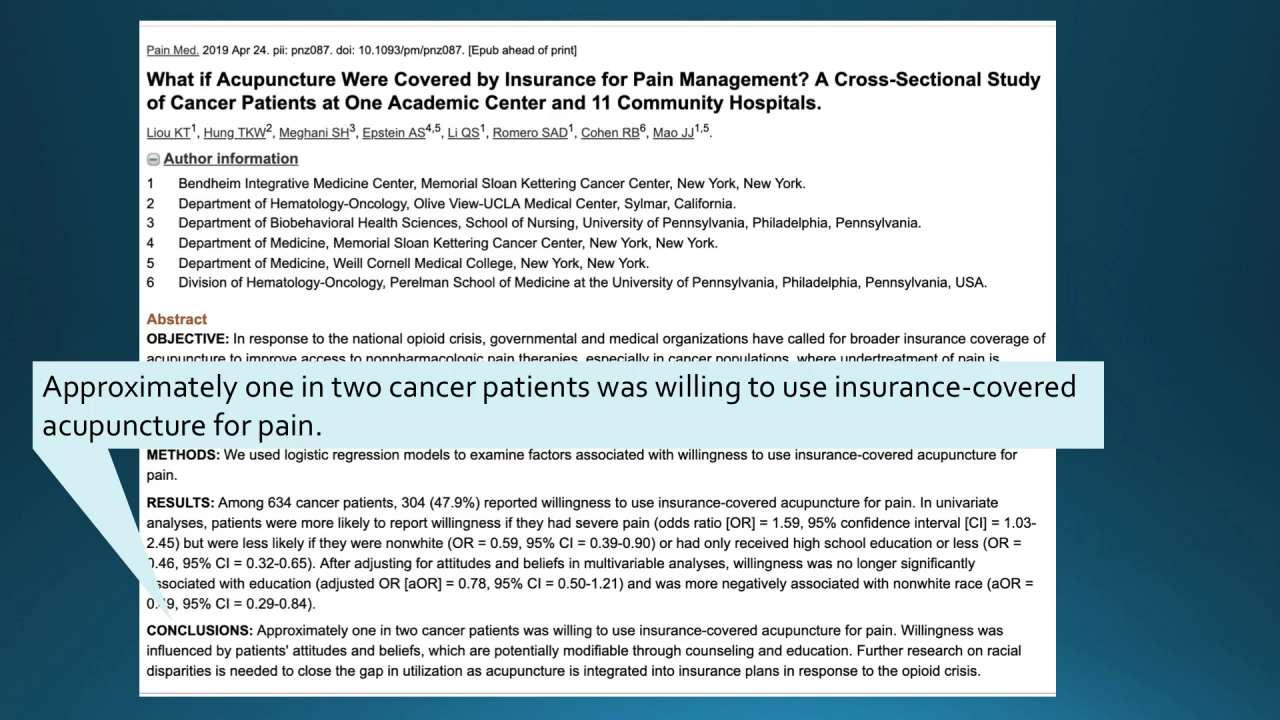 Pain Med. 2019 Apr 24. pii: pnz087. doi: 10.1093/pm/pnz087. [Epub ahead of print]
What if Acupuncture Were Covered by Insurance for Pain Management? A Cross-Sectional Study
of Cancer Patients at One Academic Center and 11 Community Hospitals.
Liou KT1, Hung TKW2, Meghani SH3, Epstein AS4,5, Li QS1, Romero SAD1, Cohen RB6, Mao JJ1,5.
Author information
1 Bendheim Integrative Medicine Center, Memorial Sloan Kettering Cancer Center, New York, New York.
2 Department of Hematology-Oncology, Olive View-UCLA Medical Center, Sylmar, California.
3 Department of Biobehavioral Health Sciences, School of Nursing, University of Pennsylvania, Philadelphia, Pennsylvania.
4 Department of Medicine, Memorial Sloan Kettering Cancer Center, New York, New York.
5 Department of Medicine, Weill Cornell Medical College, New York, New York.
6 Division of Hematology-Oncology, Perelman School of Medicine at the University of Pennsylvania, Philadelphia, Pennsylvania, USA.
Abstract
OBJECTIVE: In response to the national opioid crisis, governmental and medical organizations have called for broader insurance coverage of
acupuncture to improve access to nonpharmacologic pain therapies, especially in cancer populations, where undertreatment of pain is
Approximately one in two cancer patients was willing to use insurance-covered
acupuncture for pain.
METHODS: We used logistic regression models to examine factors associated with willingness to use insurance-covered acupuncture for
pain.
RESULTS: Among 634 cancer patients, 304 (47.9%) reported willingness to use insurance-covered acupuncture for pain. In univariate
analyses, patients were more likely to report willingness if they had severe pain (odds ratio [OR] = 1.59, 95% confidence interval [CI] = 1.03-
2.45) but were less likely if they were nonwhite (OR = 0.59, 95% CI = 0.39-0.90) or had only received high school education or less (OR =
0.46, 95% CI = 0.32-0.65). After adjusting for attitudes and beliefs in multivariable analyses, willingness was no longer significantly
associated with education (adjusted OR [aOR] = 0.78, 95% CI = 0.50-1.21) and was more negatively associated with nonwhite race (aOR =
95% CI = 0.29-0.84).
CONCLUSIONS: Approximately one in two cancer patients was willing to use insurance-covered acupuncture for pain. Willingness was
influenced by patients' attitudes and beliefs, which are potentially modifiable through counseling and education. Further research on racial
disparities is needed to close the gap in utilization as acupuncture is integrated into insurance plans in response to the opioid crisis.